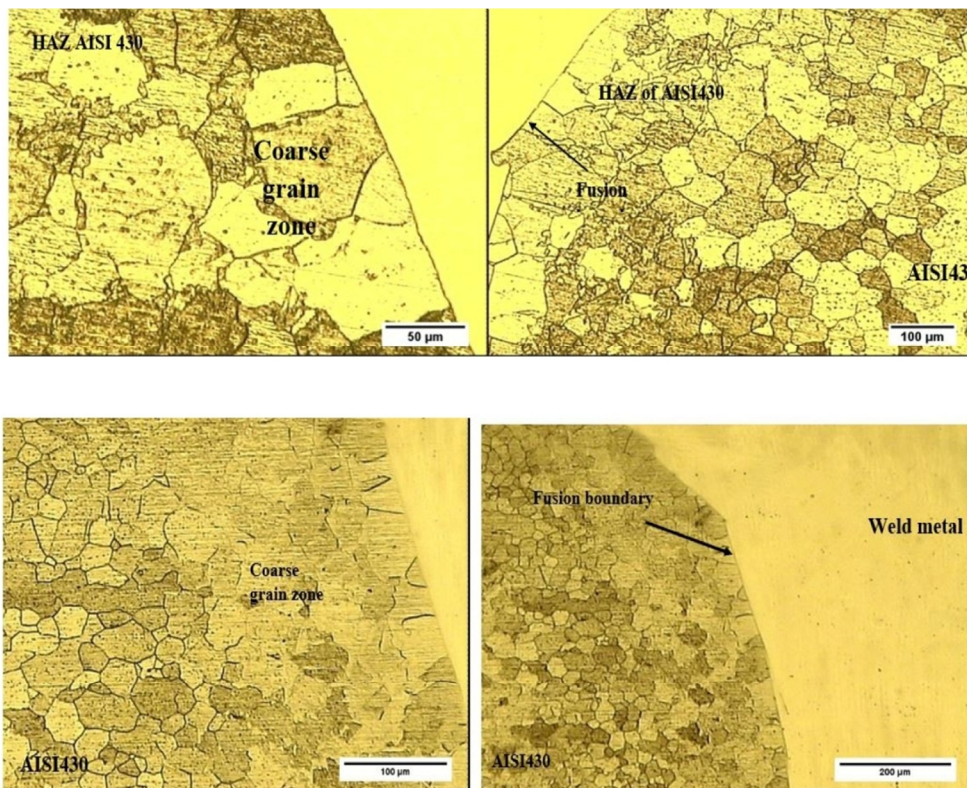 HAZ AISI 430
Coarse
grain
zone
50 μm
HAZ of AISI430
Fusion
AISI43
100 μm
Coarse
grain zone
AISI430
100 μm
Fusion boundary
Weld metal
AISI430
200 μm